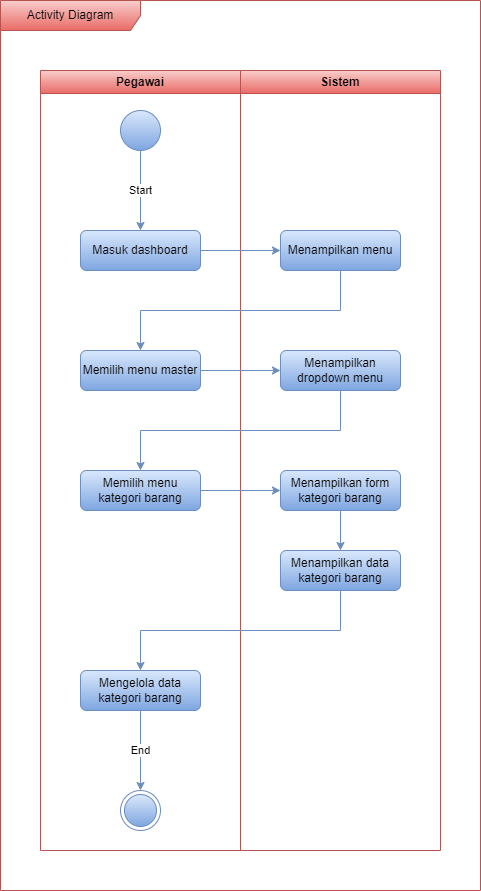 Activity Diagram
Pegawai
Sistem
Start
Masuk dashboard
Menampilkan menu
Memilih menu master
Menampilkan
dropdown menu
Memilih menu
kategori barang
Menampilkan form
kategori barang
Menampilkan data
kategori barang
Mengelola data
kategori barang
End